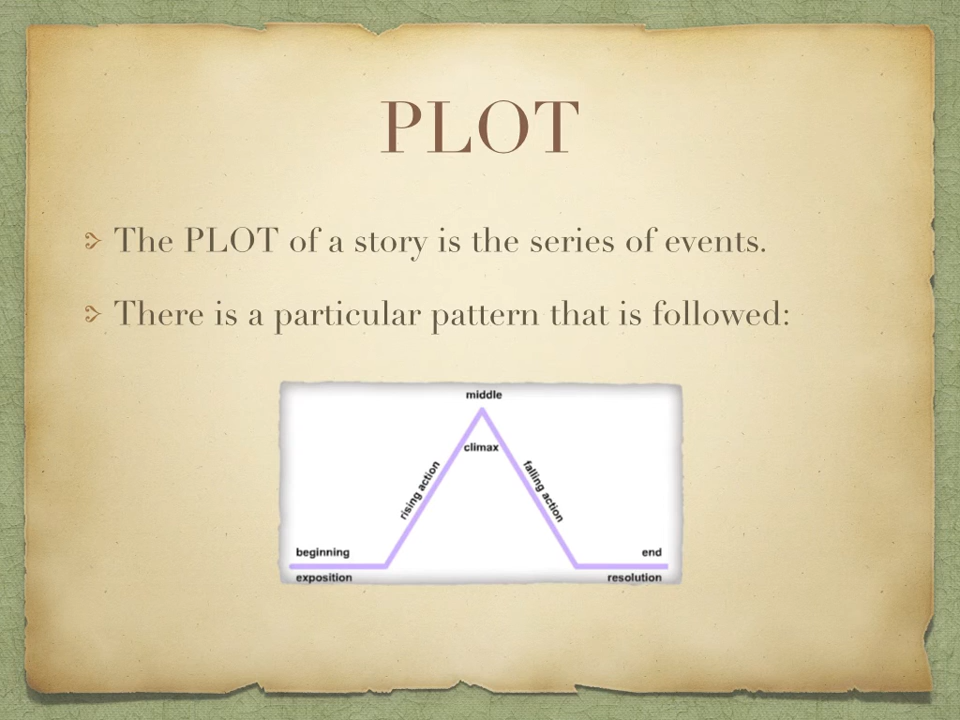 PLOT
The PLOT of a story is the series of events.
There is a particular pattern that is followed:
middle
climax
rising action
falling action
beginning
end
exposition
resolution